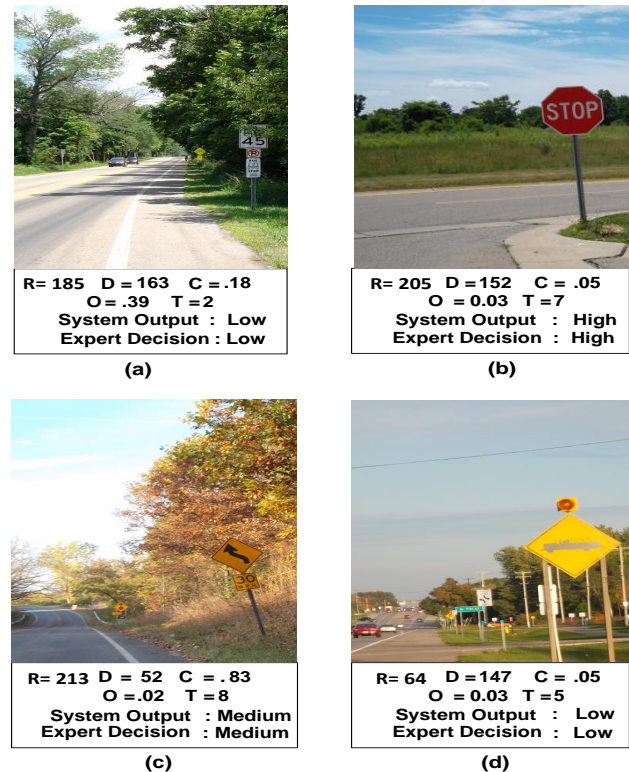 45
R= 185 D = 163 C = .18
O = .39 T = 2
System Output : Low
Expert Decision : Low
(a)
STOP
R= 205 D = 152 C = .05
O = 0.03 T = 7
System Output : High
Expert Decision : High
(b)
30
R= 213 D = 52 C = . 83
O = .02 T = 8
System Output : Medium
Expert Decision : Medium
(c)
R= 64 D = 147 C = .05
O = 0.03 T = 5
System Output : Low
Expert Decision : Low
(d)